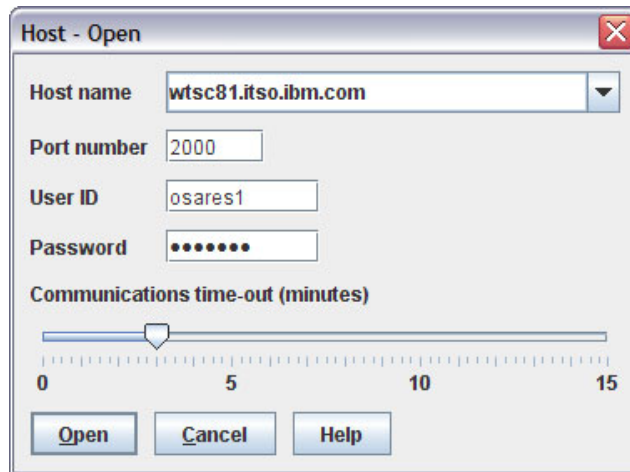 Host - Open
Host name wtsc81.itso.ibm.com
Port number 2000
User ID osares1
Password •••••••
Communications time-out (minutes)
0 5 10 15
Open Cancel Help